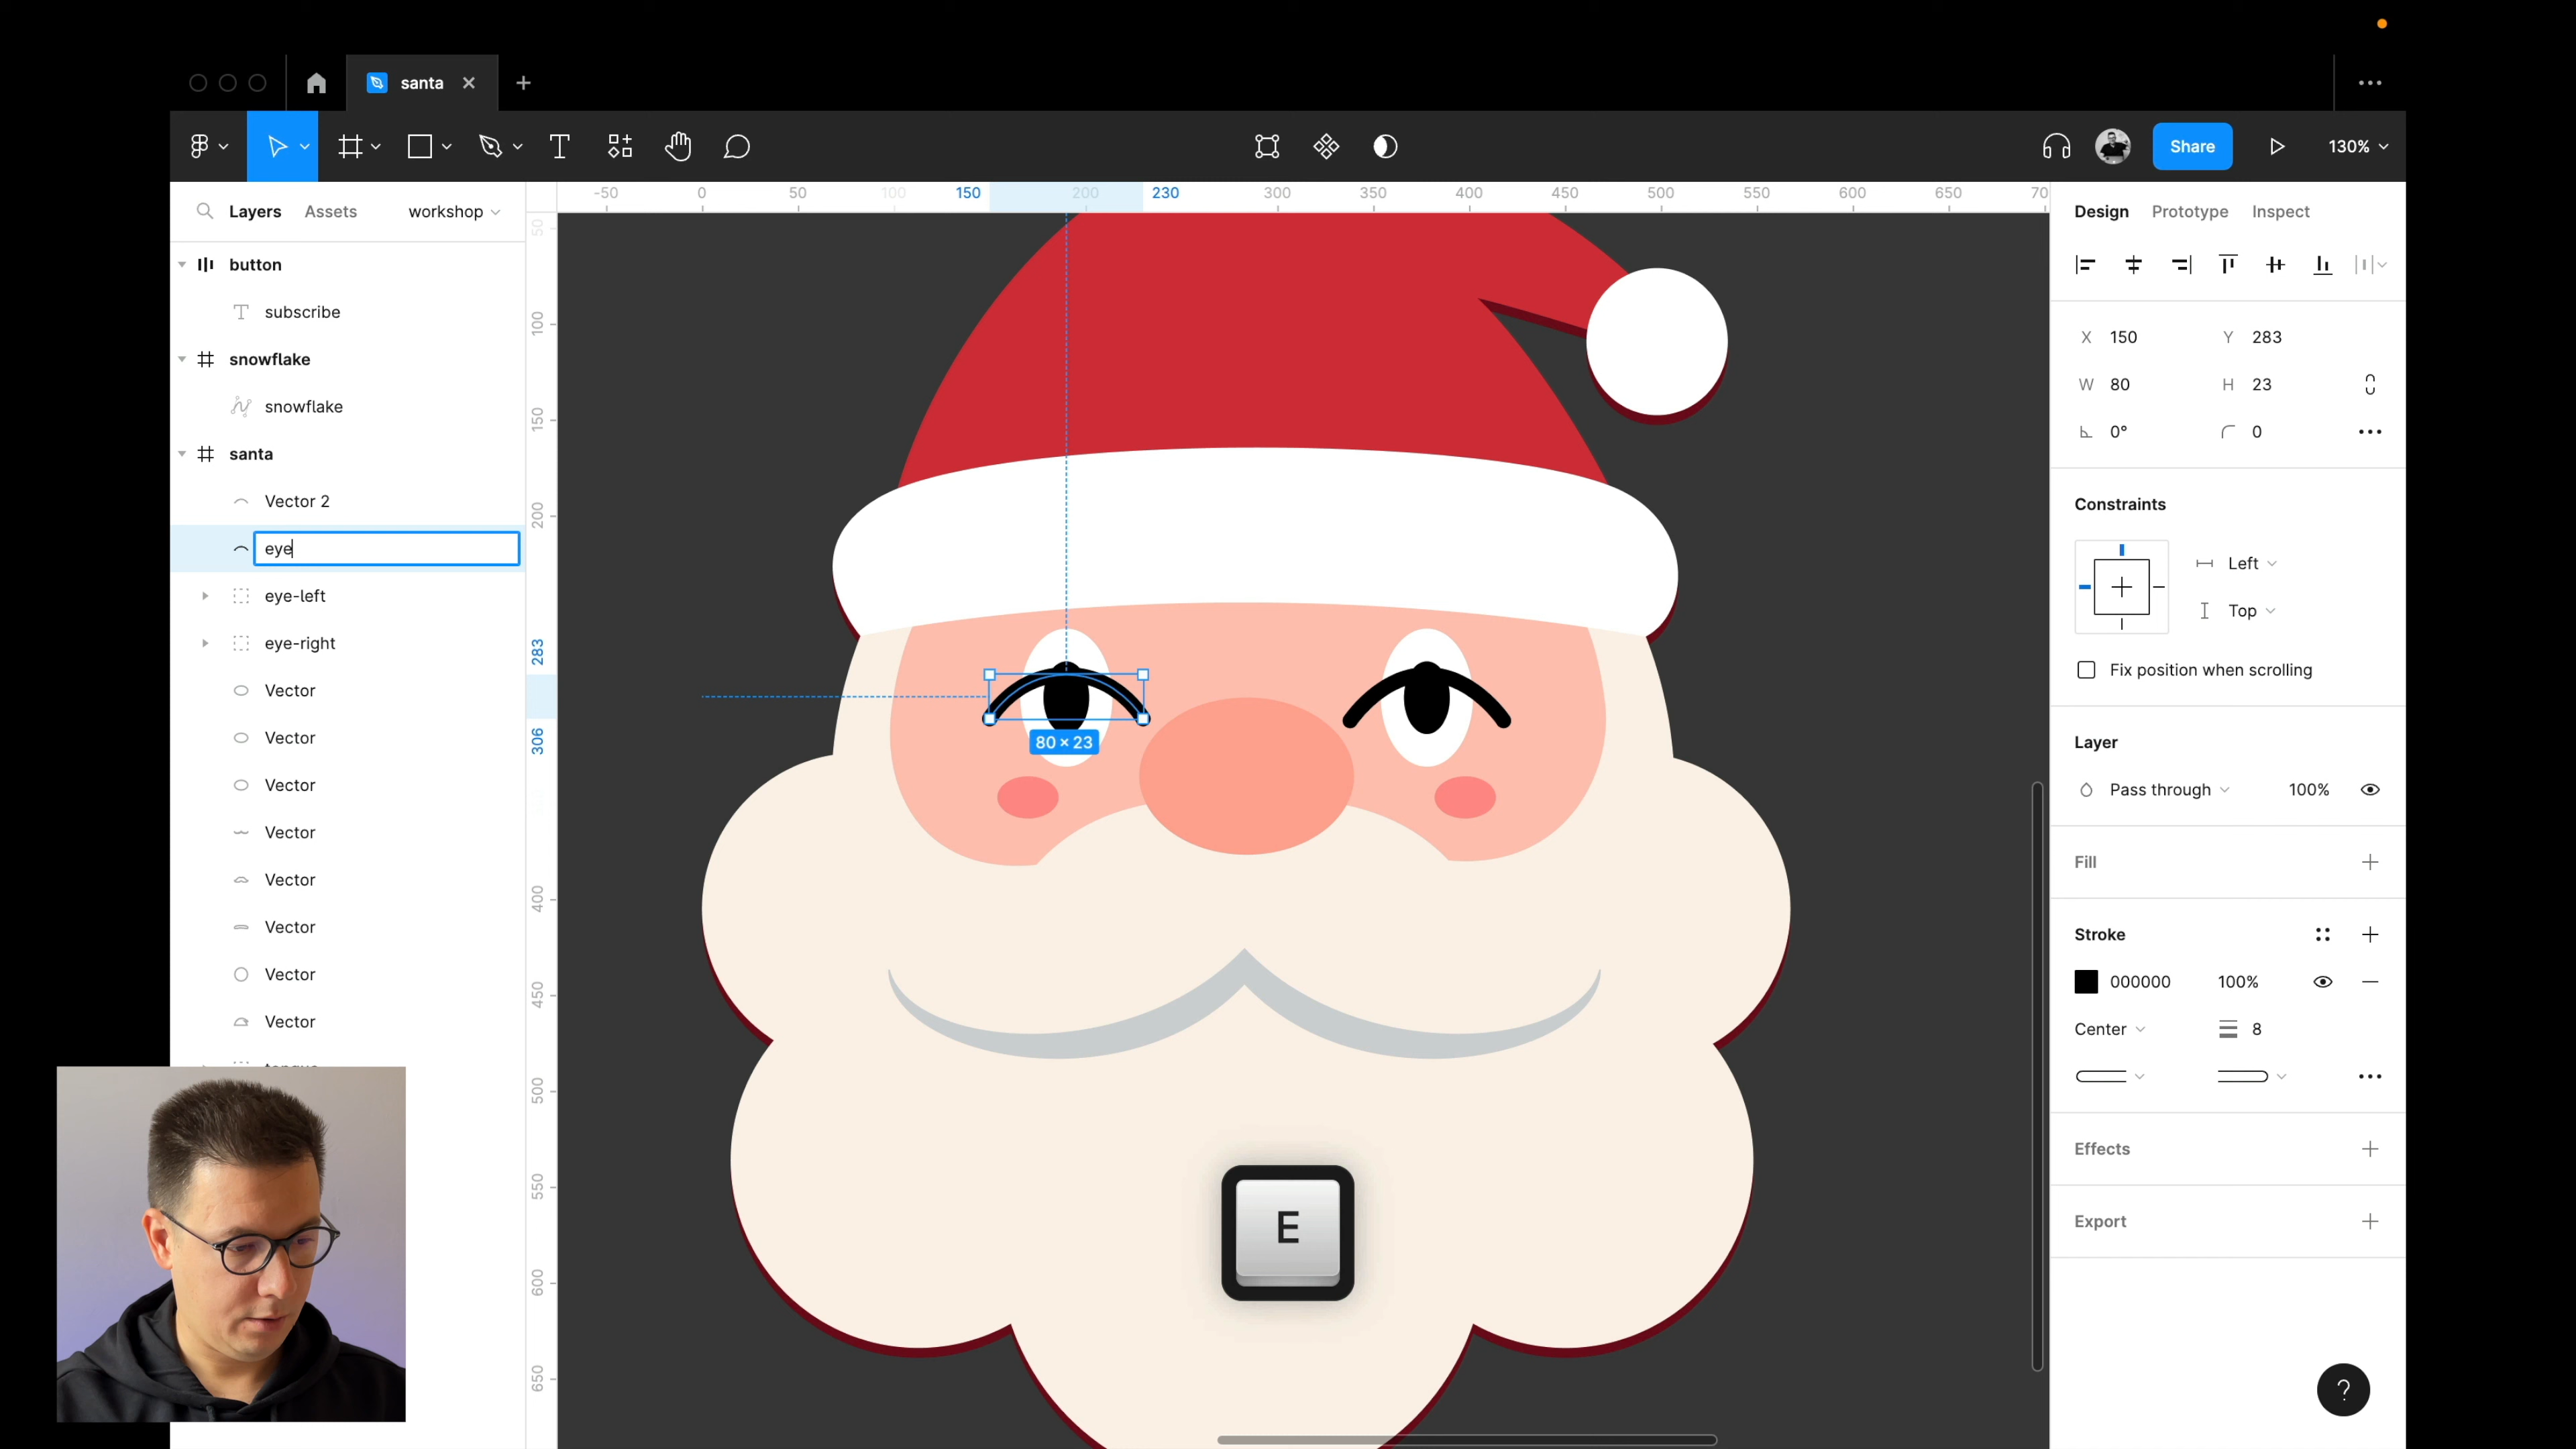 santa
Share
130%
Layers
Assets
workshop
-50
0
50
100
150
200
230
300
350
400
450
500
550
600
650
70
Design
Prototype
Inspect
button
subscribe
snowflake
snowflake
santa
Vector 2
eye
eye-left
eye-right
Vector
Vector
Vector
Vector
Vector
Vector
Vector
Vector
50
100
150
200
283
306
400
450
500
550
600
650
80 × 23
E
X 150
Y 283
W 80
H 23
0°
0
Constraints
Left
Top
Fix position when scrolling
Layer
Pass through
100%
Fill
Stroke
000000
100%
Center
8
Effects
Export
?